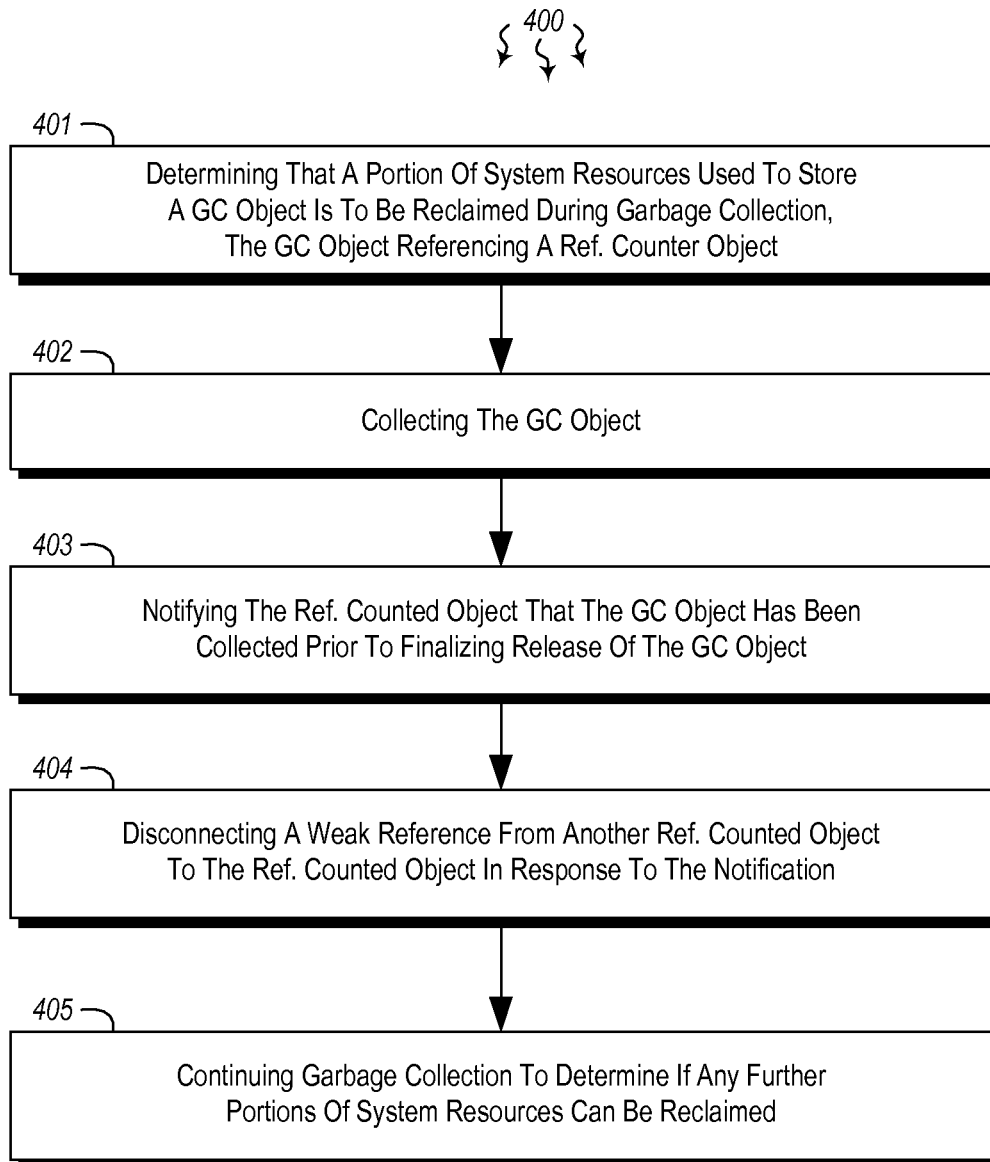 400
401
Determining That A Portion Of System Resources Used To Store
A GC Object Is To Be Reclaimed During Garbage Collection,
The GC Object Referencing A Ref. Counter Object
402
Collecting The GC Object
403
Notifying The Ref. Counted Object That The GC Object Has Been
Collected Prior To Finalizing Release Of The GC Object
404
Disconnecting A Weak Reference From Another Ref. Counted Object
To The Ref. Counted Object In Response To The Notification
405
Continuing Garbage Collection To Determine If Any Further
Portions Of System Resources Can Be Reclaimed